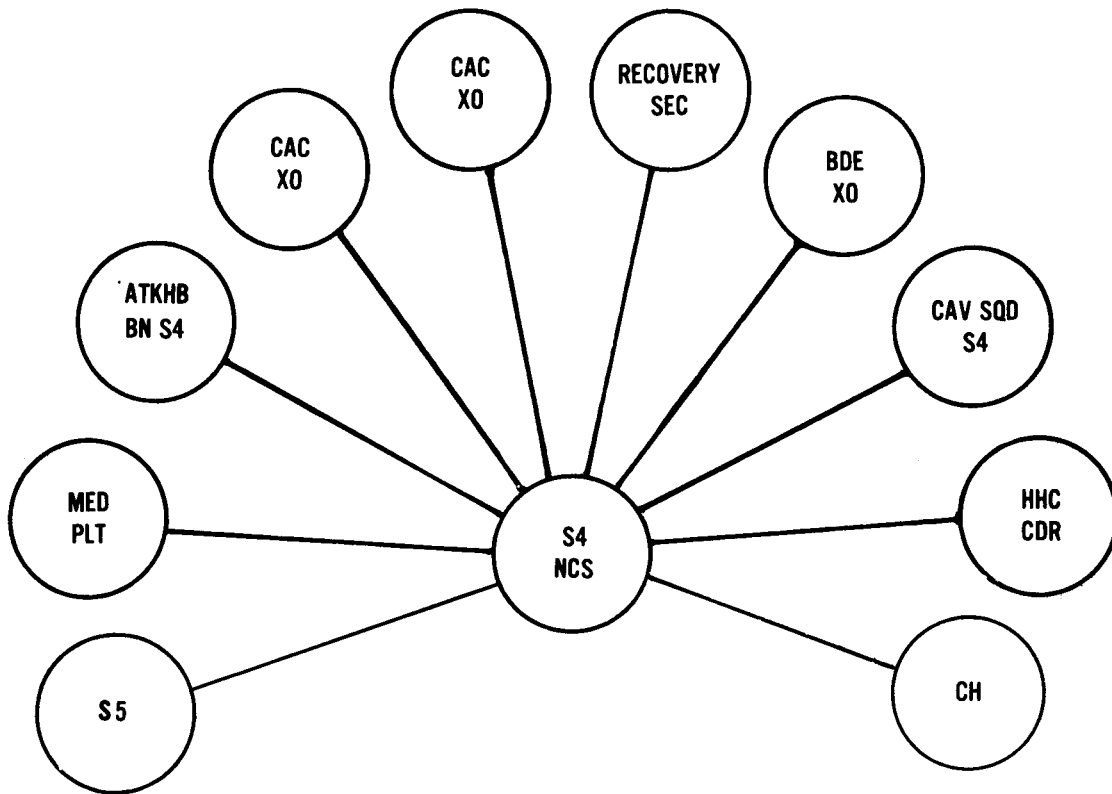 CAC
XO
RECOVERY
SEC
CAC
XO
BDE
XO
ATKHB
BN S4
CAV SQD
S4
MED
PLT
HHC
CDR
S4
NCS
S5
CH